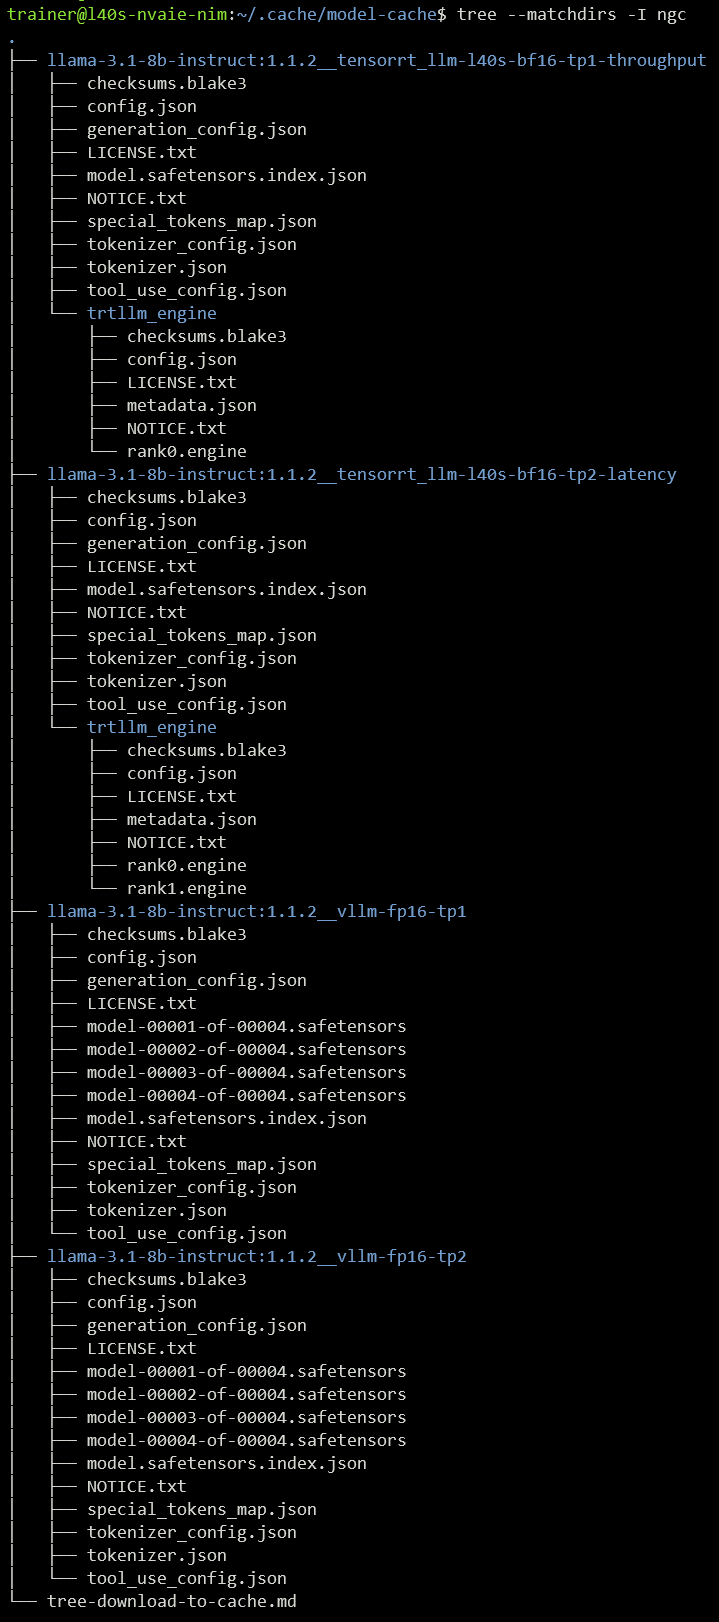 trainer@l40s-nvaie-nim:~/.cache/model-cache$ tree --matchdirs -I ngc
.
├── llama-3.1-8b-instruct:1.1.2__tensorrt_llm-l40s-bf16-tp1-throughput
│   ├── checksums.blake3
│   ├── config.json
│   ├── generation_config.json
│   ├── LICENSE.txt
│   ├── model.safetensors.index.json
│   ├── NOTICE.txt
│   ├── special_tokens_map.json
│   ├── tokenizer_config.json
│   ├── tokenizer.json
│   ├── tool_use_config.json
│   └── trtllm_engine
│       ├── checksums.blake3
│       ├── config.json
│       ├── LICENSE.txt
│       ├── metadata.json
│       ├── NOTICE.txt
│       └── rank0.engine
├── llama-3.1-8b-instruct:1.1.2__tensorrt_llm-l40s-bf16-tp2-latency
│   ├── checksums.blake3
│   ├── config.json
│   ├── generation_config.json
│   ├── LICENSE.txt
│   ├── model.safetensors.index.json
│   ├── NOTICE.txt
│   ├── special_tokens_map.json
│   ├── tokenizer_config.json
│   ├── tokenizer.json
│   ├── tool_use_config.json
│   └── trtllm_engine
│       ├── checksums.blake3
│       ├── config.json
│       ├── LICENSE.txt
│       ├── metadata.json
│       ├── NOTICE.txt
│       ├── rank0.engine
│       └── rank1.engine
├── llama-3.1-8b-instruct:1.1.2__vllm-fp16-tp1
│   ├── checksums.blake3
│   ├── config.json
│   ├── generation_config.json
│   ├── LICENSE.txt
│   ├── model-00001-of-00004.safetensors
│   ├── model-00002-of-00004.safetensors
│   ├── model-00003-of-00004.safetensors
│   ├── model-00004-of-00004.safetensors
│   ├── model.safetensors.index.json
│   ├── NOTICE.txt
│   ├── special_tokens_map.json
│   ├── tokenizer_config.json
│   ├── tokenizer.json
│   └── tool_use_config.json
├── llama-3.1-8b-instruct:1.1.2__vllm-fp16-tp2
│   ├── checksums.blake3
│   ├── config.json
│   ├── generation_config.json
│   ├── LICENSE.txt
│   ├── model-00001-of-00004.safetensors
│   ├── model-00002-of-00004.safetensors
│   ├── model-00003-of-00004.safetensors
│   ├── model-00004-of-00004.safetensors
│   ├── model.safetensors.index.json
│   ├── NOTICE.txt
│   ├── special_tokens_map.json
│   ├── tokenizer_config.json
│   ├── tokenizer.json
│   └── tool_use_config.json
└── tree-download-to-cache.md